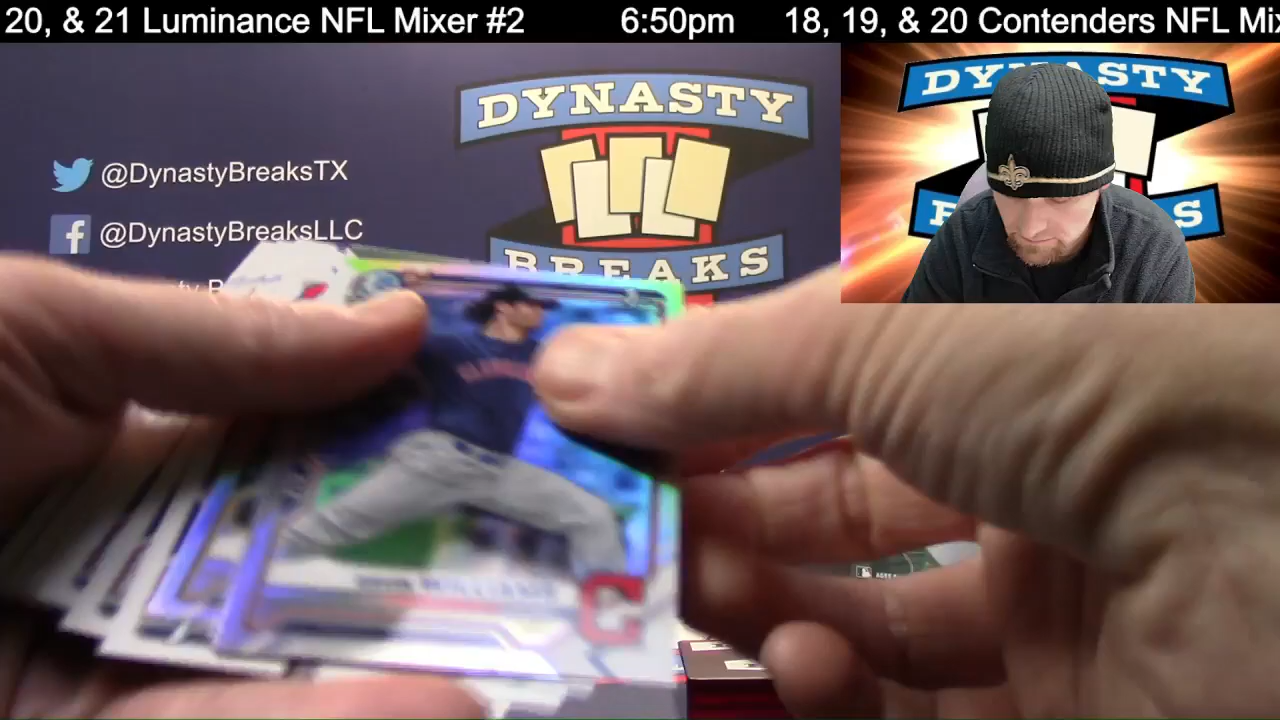 20, & 21 Luminance NFL Mixer #2 6:50pm 18, 19, & 20 Contenders NFL Mix
DYNASTY
BREAKS
@DynastyBreaksTX
@DynastyBreaksLLC
DYNASTY
S
WILLIAMS
C